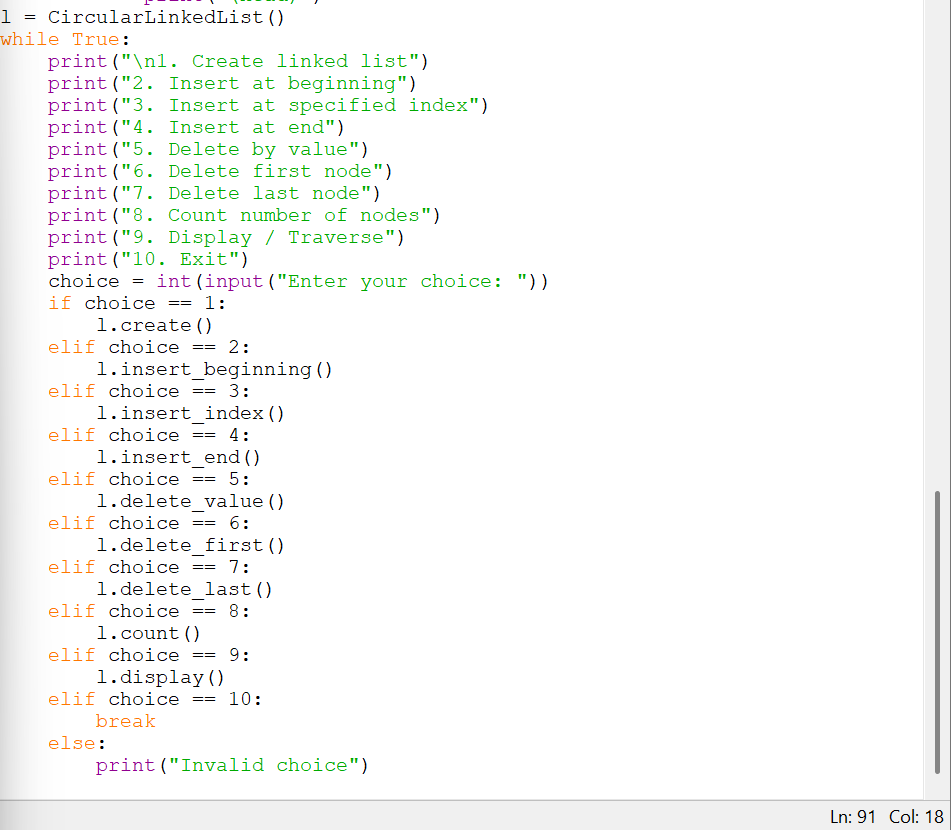 l = CircularLinkedList()
while True:
    print("\n1. Create linked list")
    print("2. Insert at beginning")
    print("3. Insert at specified index")
    print("4. Insert at end")
    print("5. Delete by value")
    print("6. Delete first node")
    print("7. Delete last node")
    print("8. Count number of nodes")
    print("9. Display / Traverse")
    print("10. Exit")
    choice = int(input("Enter your choice: "))
    if choice == 1:
        l.create()
    elif choice == 2:
        l.insert_beginning()
    elif choice == 3:
        l.insert_index()
    elif choice == 4:
        l.insert_end()
    elif choice == 5:
        l.delete_value()
    elif choice == 6:
        l.delete_first()
    elif choice == 7:
        l.delete_last()
    elif choice == 8:
        l.count()
    elif choice == 9:
        l.display()
    elif choice == 10:
        break
    else:
        print("Invalid choice")
Ln: 91 Col: 18